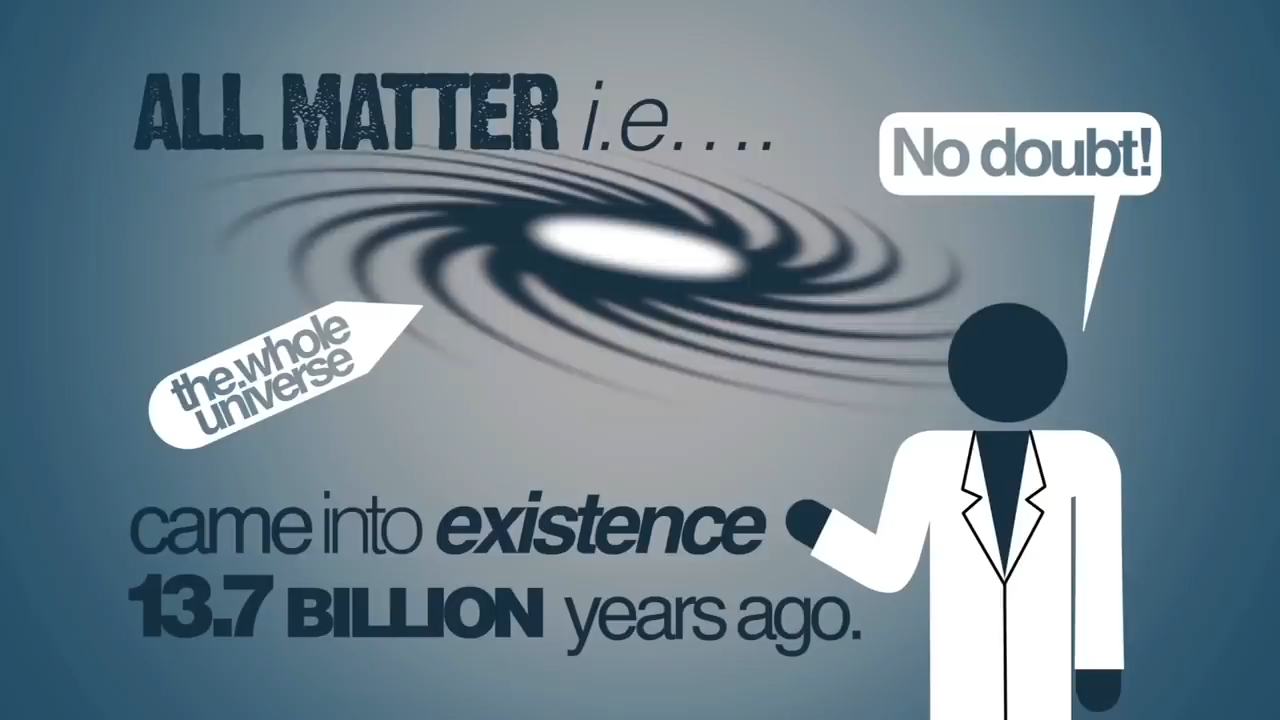 ALL MATTER i.e....
No doubt!
the.whole
universe
came into existence
13.7 BILLION years ago.